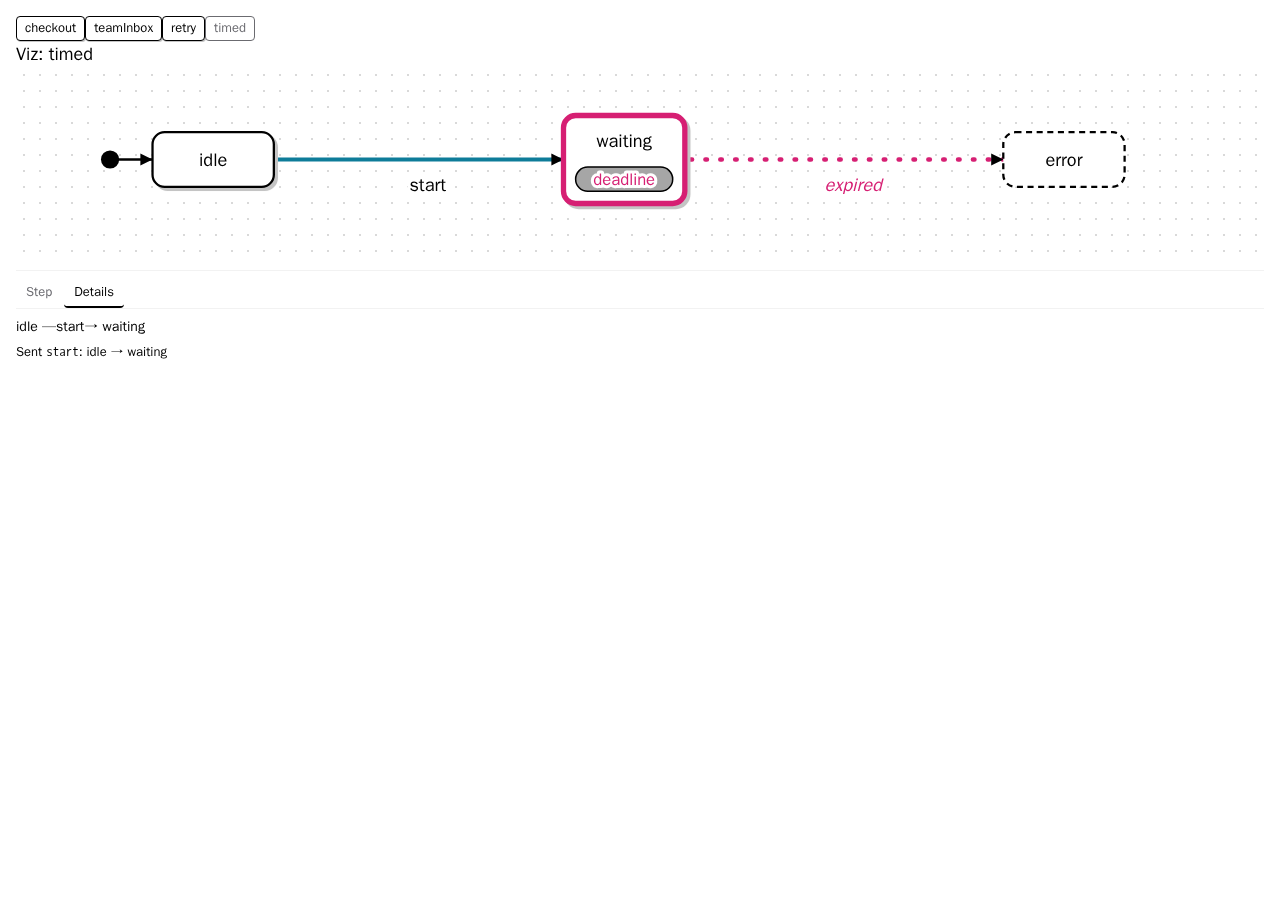 checkout teamInbox retry timed
Viz: timed
idle
start
waiting
deadline
expired
error
Step Details
idle —start→ waiting
Sent start: idle → waiting